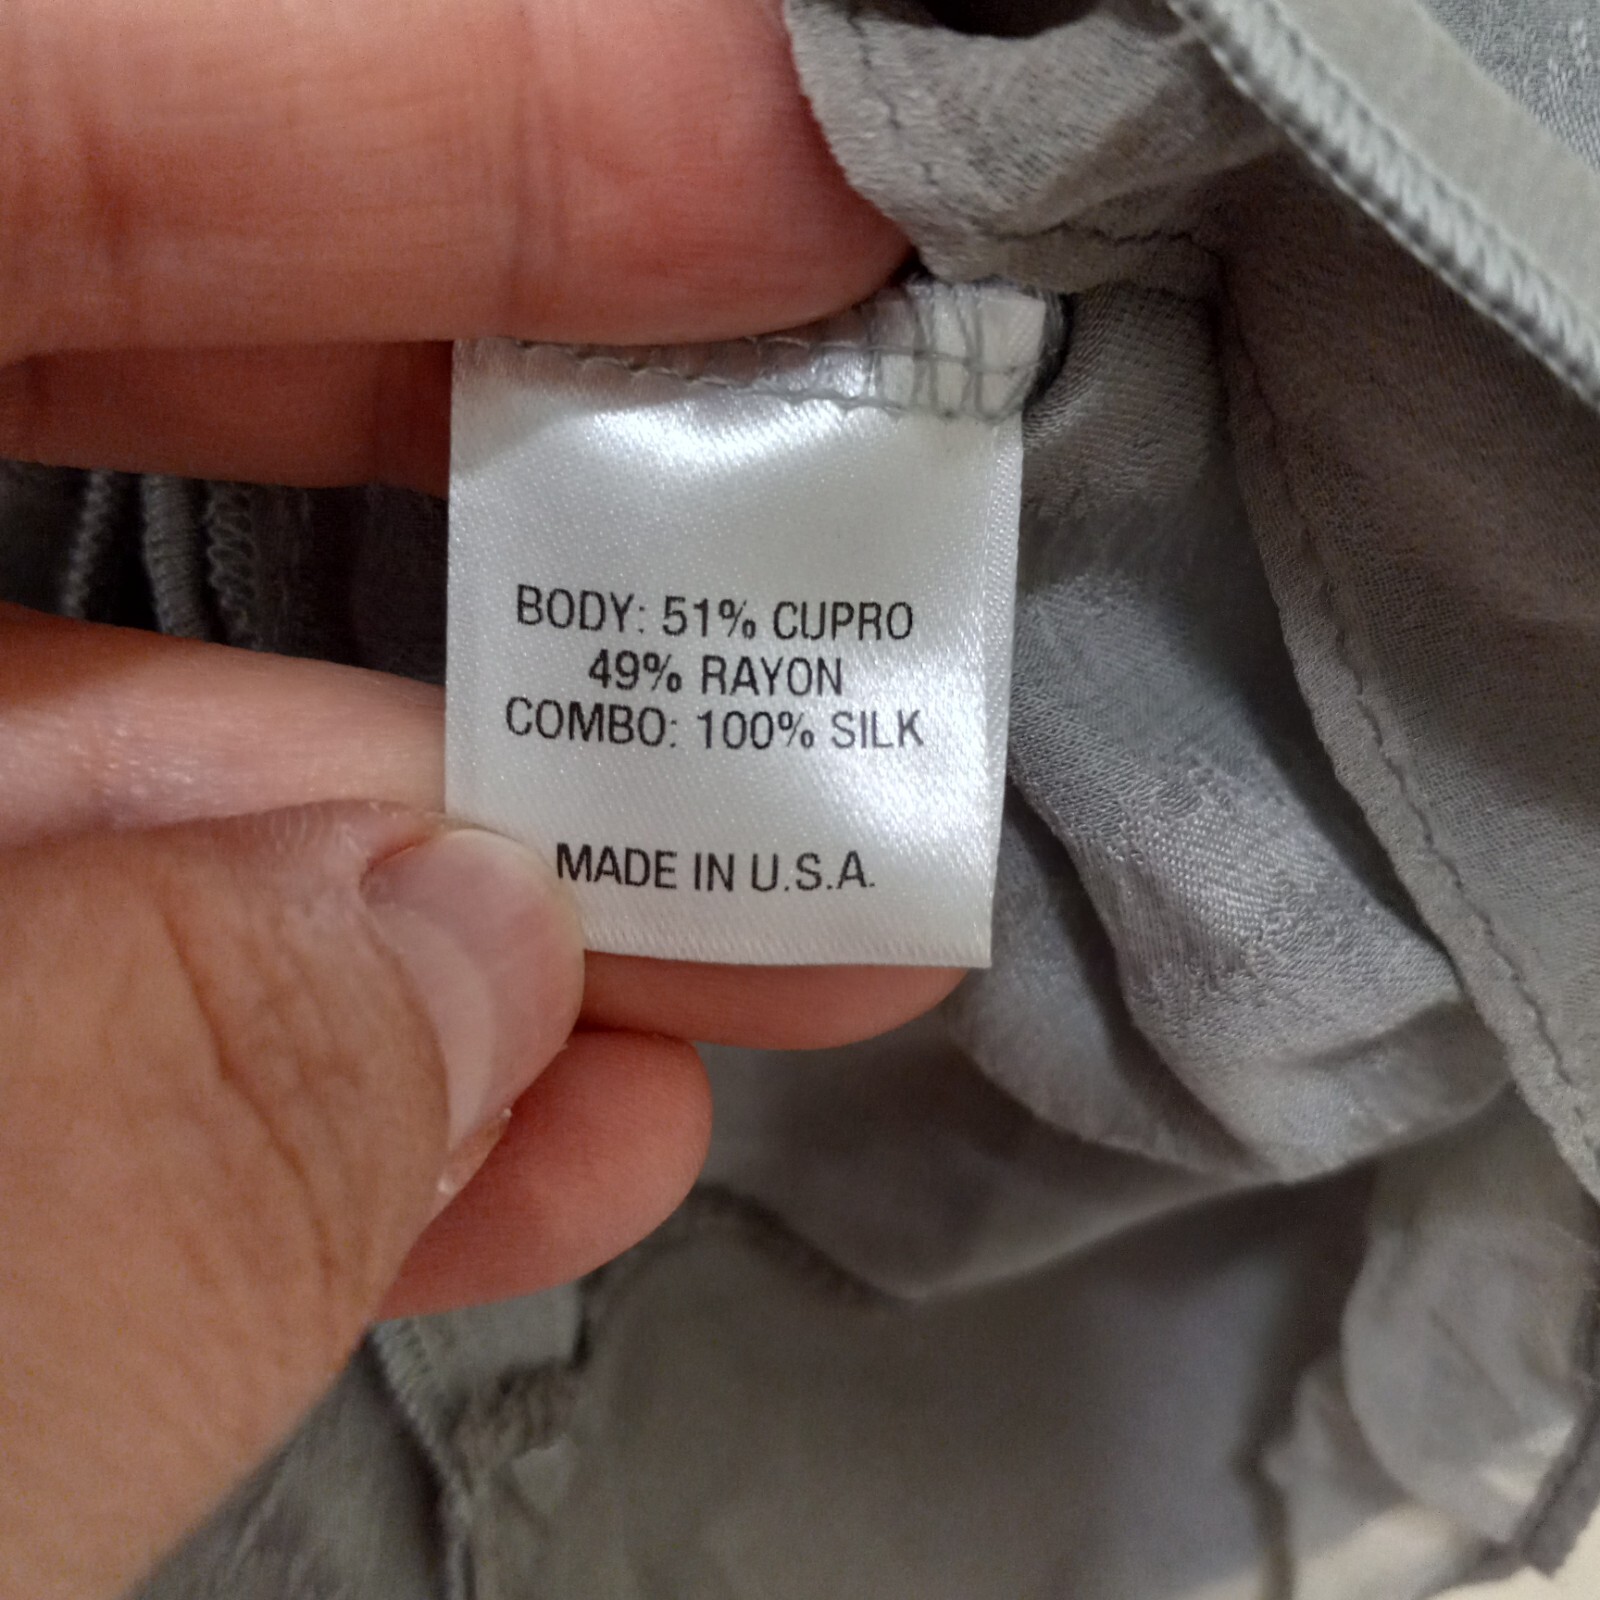 BODY: 51% CUPRO
49% RAYON
COMBO: 100% SILK
MADE IN U.S.A.